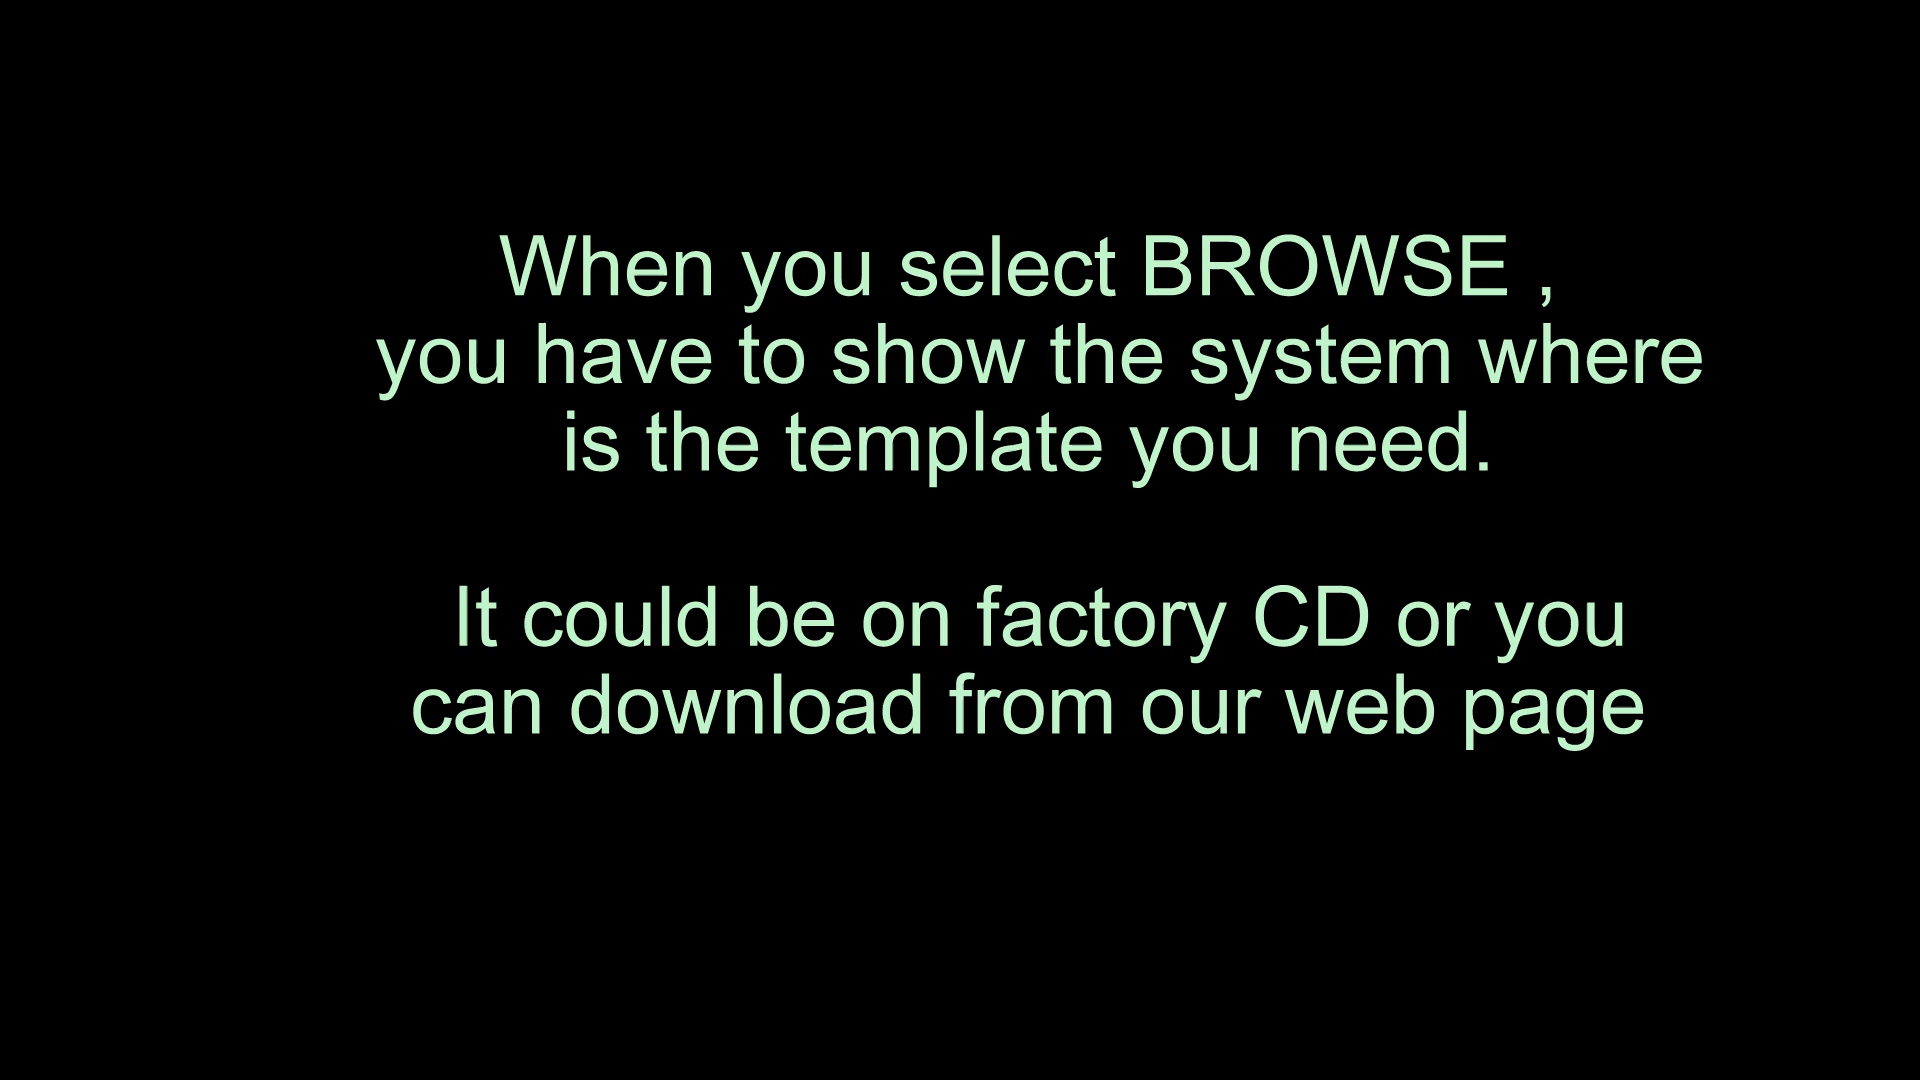 When you select BROWSE ,
you have to show the system where
is the template you need.
It could be on factory CD or you
can download from our web page